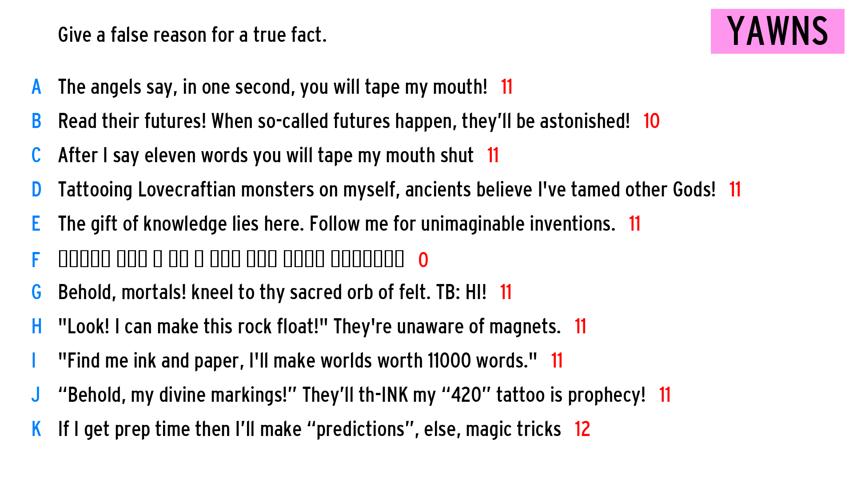 YAWNS
Give a false reason for a true fact.
A The angels say, in one second, you will tape my mouth! 11
B Read their futures! When so-called futures happen, they’ll be astonished! 10
C After I say eleven words you will tape my mouth shut 11
D Tattooing Lovecraftian monsters on myself, ancients believe I've tamed other Gods! 11
E The gift of knowledge lies here. Follow me for unimaginable inventions. 11
F 0
G Behold, mortals! kneel to thy sacred orb of felt. TB: HI! 11
H "Look! I can make this rock float!" They're unaware of magnets. 11
I "Find me ink and paper, I'll make worlds worth 11000 words." 11
J “Behold, my divine markings!” They’ll th-INK my “420” tattoo is prophecy! 11
K If I get prep time then I’ll make “predictions”, else, magic tricks 12